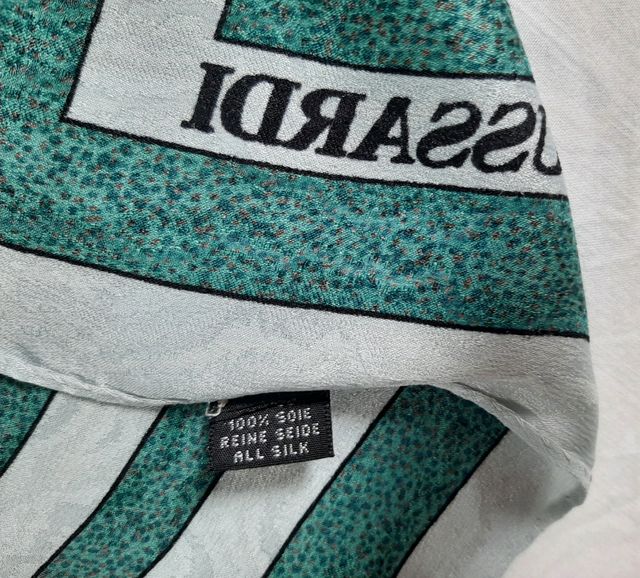 USSARDI
100% SOIE
REINE SEIDE
ALL SILK